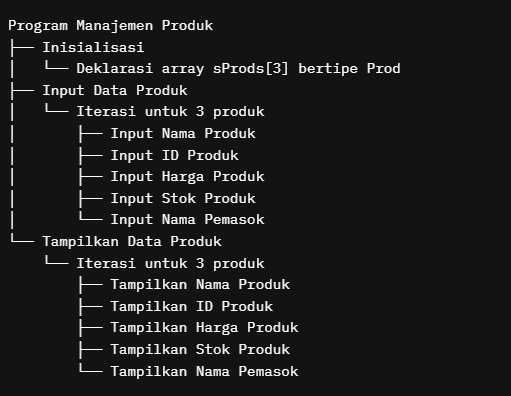 Program Manajemen Produk
├── Inisialisasi
│   └── Deklarasi array sProds[3] bertipe Prod
├── Input Data Produk
│   └── Iterasi untuk 3 produk
│       ├── Input Nama Produk
│       ├── Input ID Produk
│       ├── Input Harga Produk
│       ├── Input Stok Produk
│       └── Input Nama Pemasok
└── Tampilkan Data Produk
    └── Iterasi untuk 3 produk
        ├── Tampilkan Nama Produk
        ├── Tampilkan ID Produk
        ├── Tampilkan Harga Produk
        ├── Tampilkan Stok Produk
        └── Tampilkan Nama Pemasok